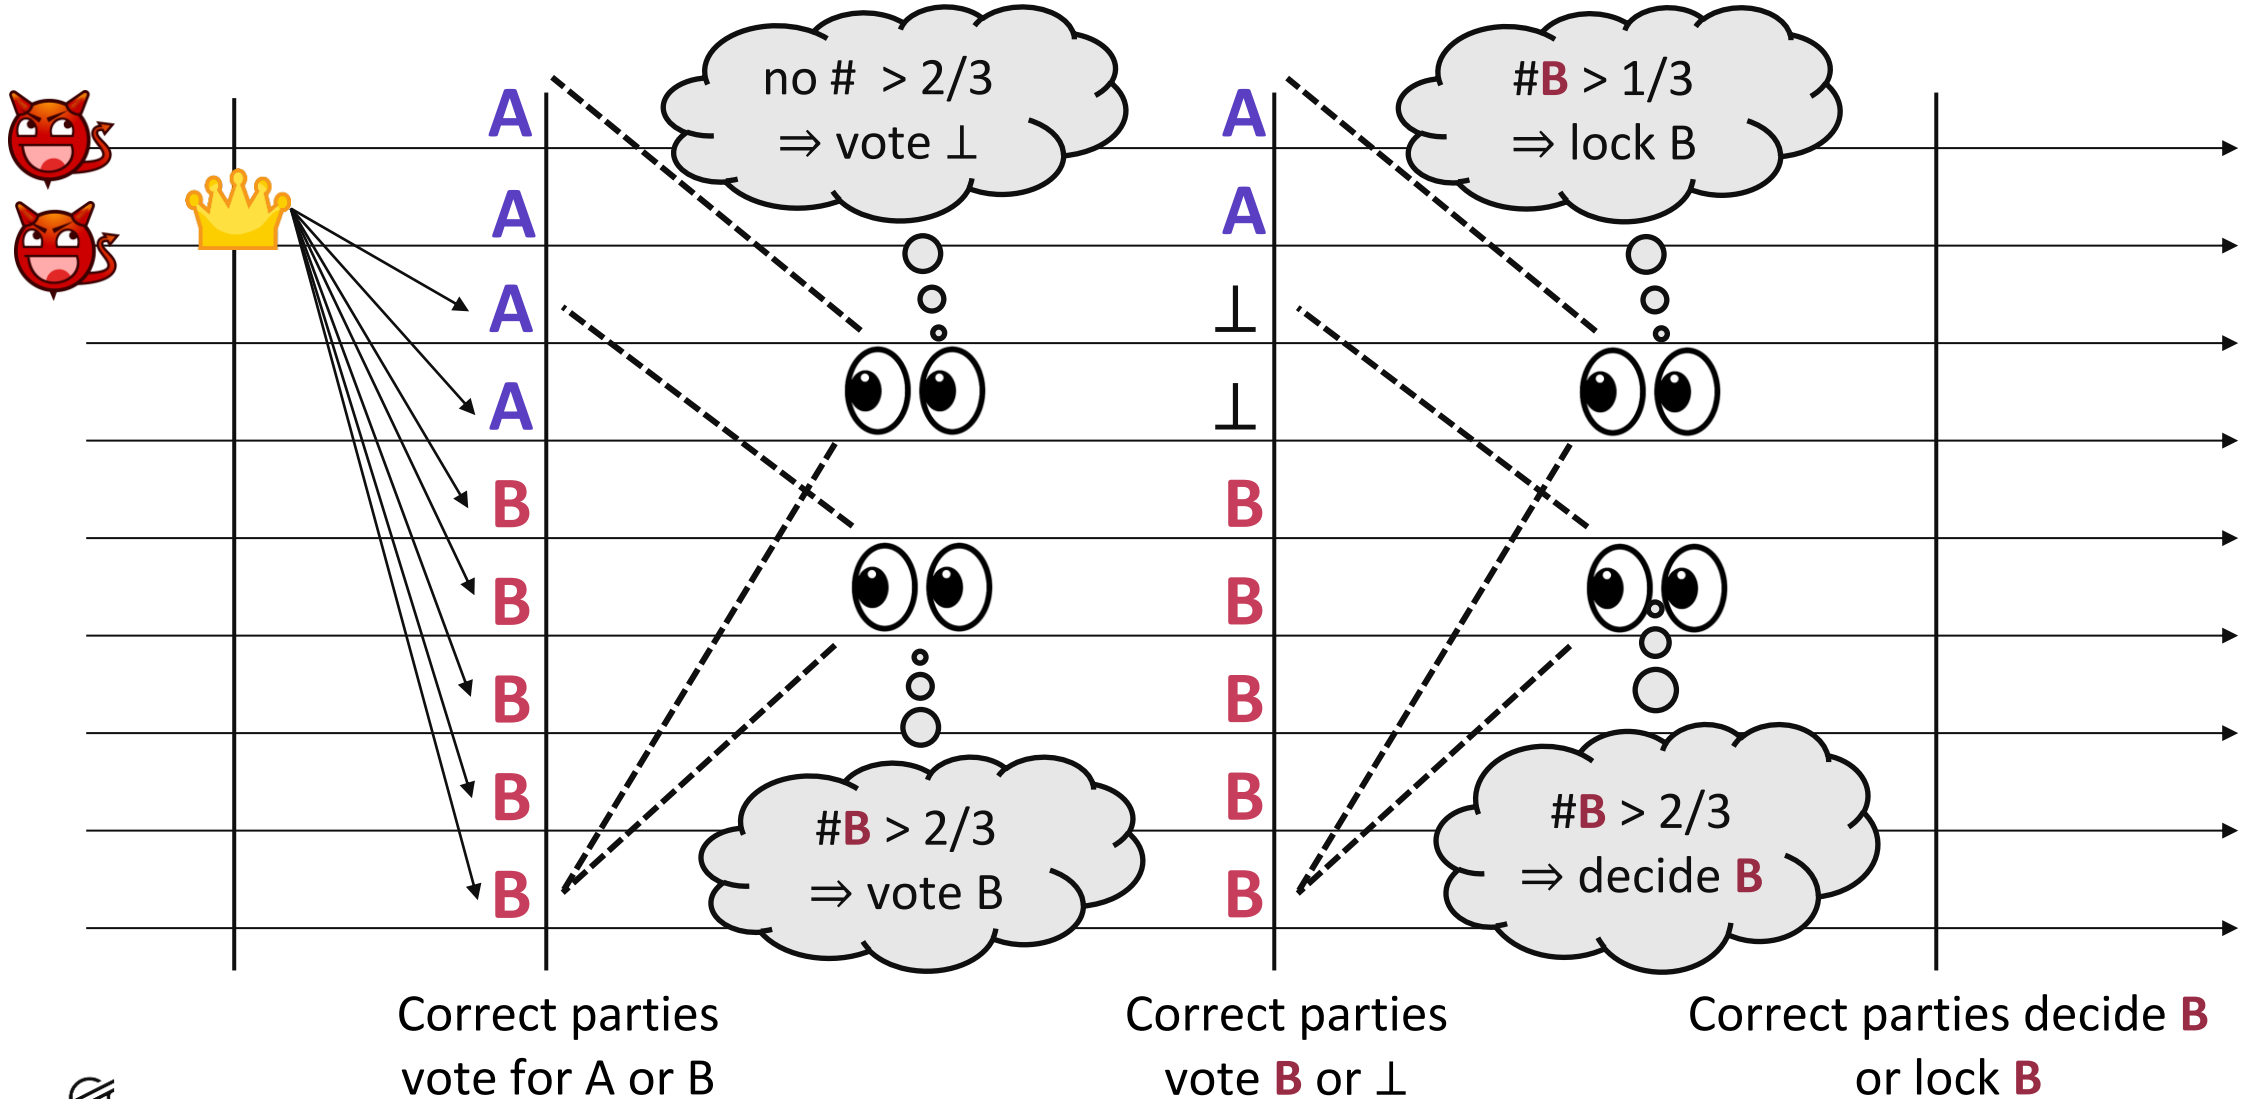 no # > 2/3
⇒ vote ⊥
#B > 1/3
⇒ lock B
A
A
A
A
B
B
B
B
B
A
A
⊥
⊥
B
B
B
B
B
#B > 2/3
⇒ vote B
#B > 2/3
⇒ decide B
Correct parties
vote for A or B
Correct parties
vote B or ⊥
Correct parties decide B
or lock B